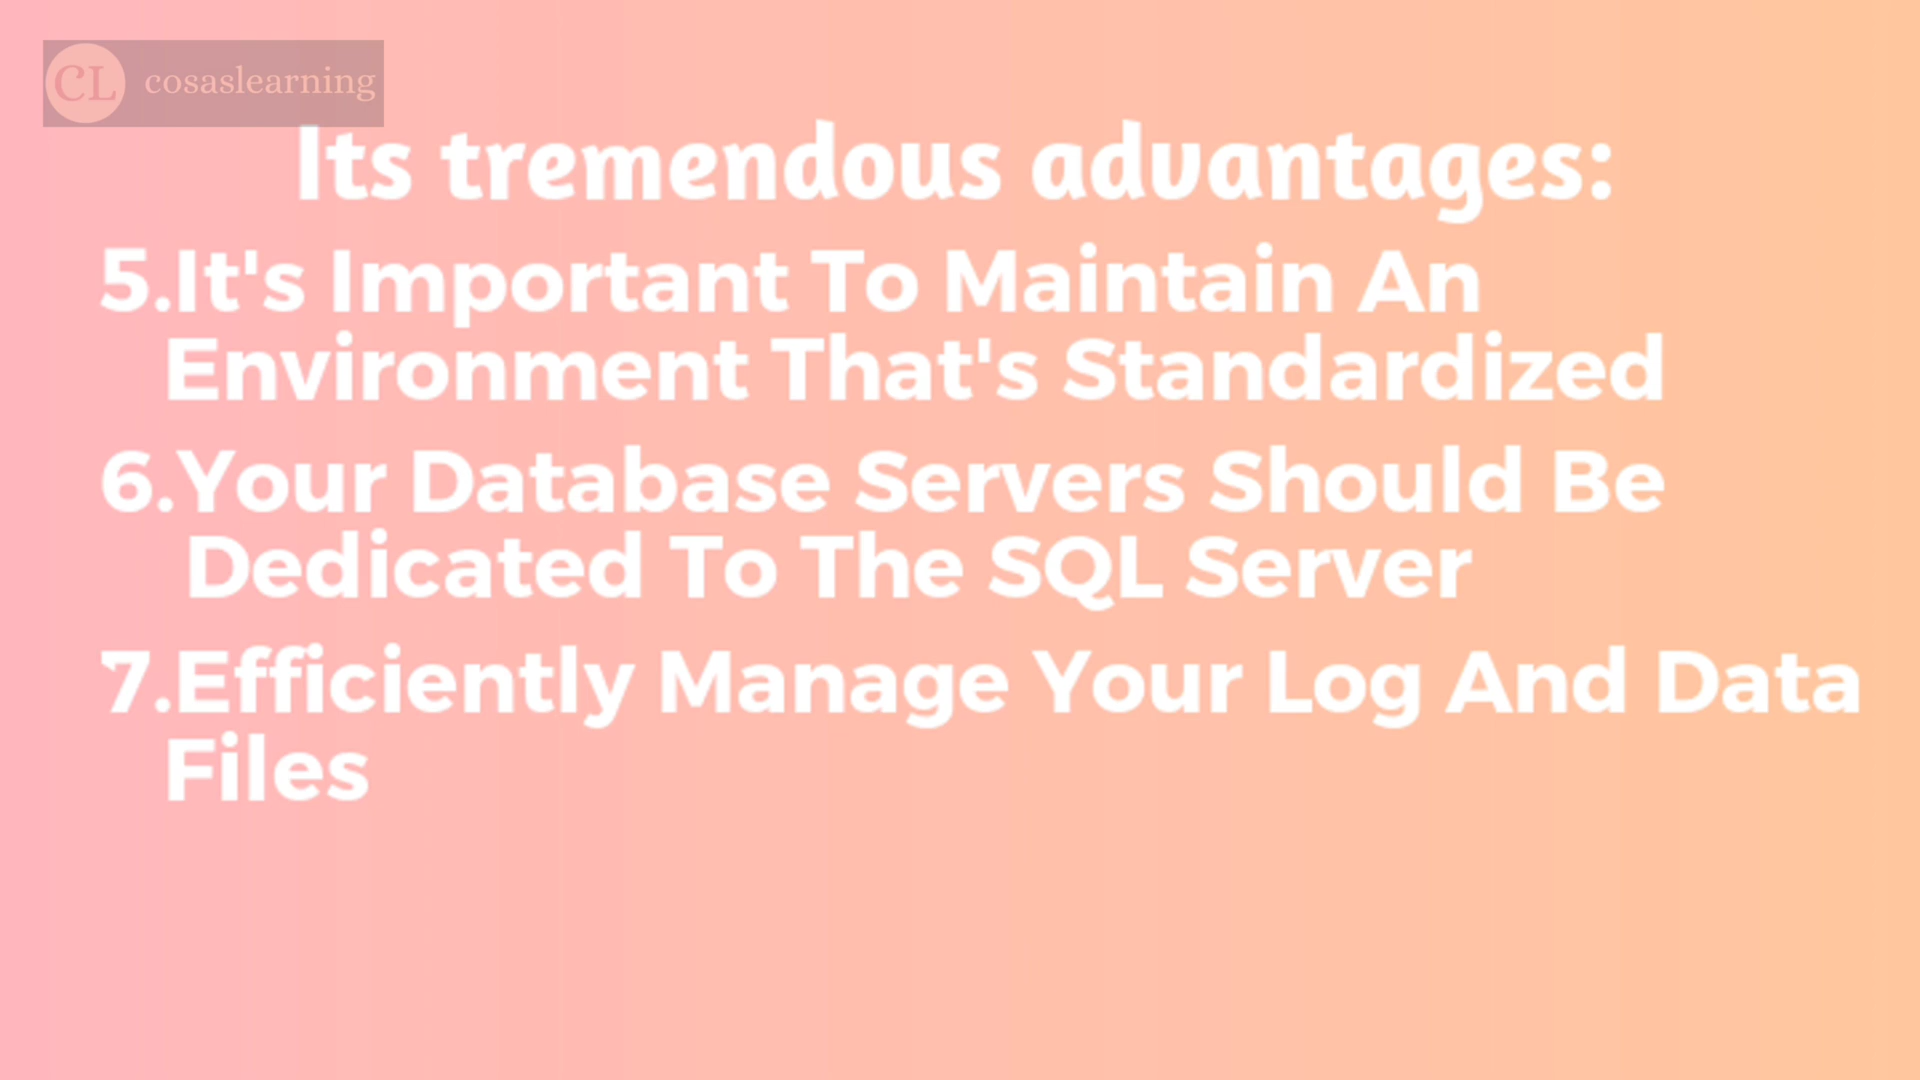 CL cosaslearning
Its tremendous advantages:
5.It's Important To Maintain An
Environment That's Standardized
6.Your Database Servers Should Be
Dedicated To The SQL Server
7.Efficiently Manage Your Log And Data
Files